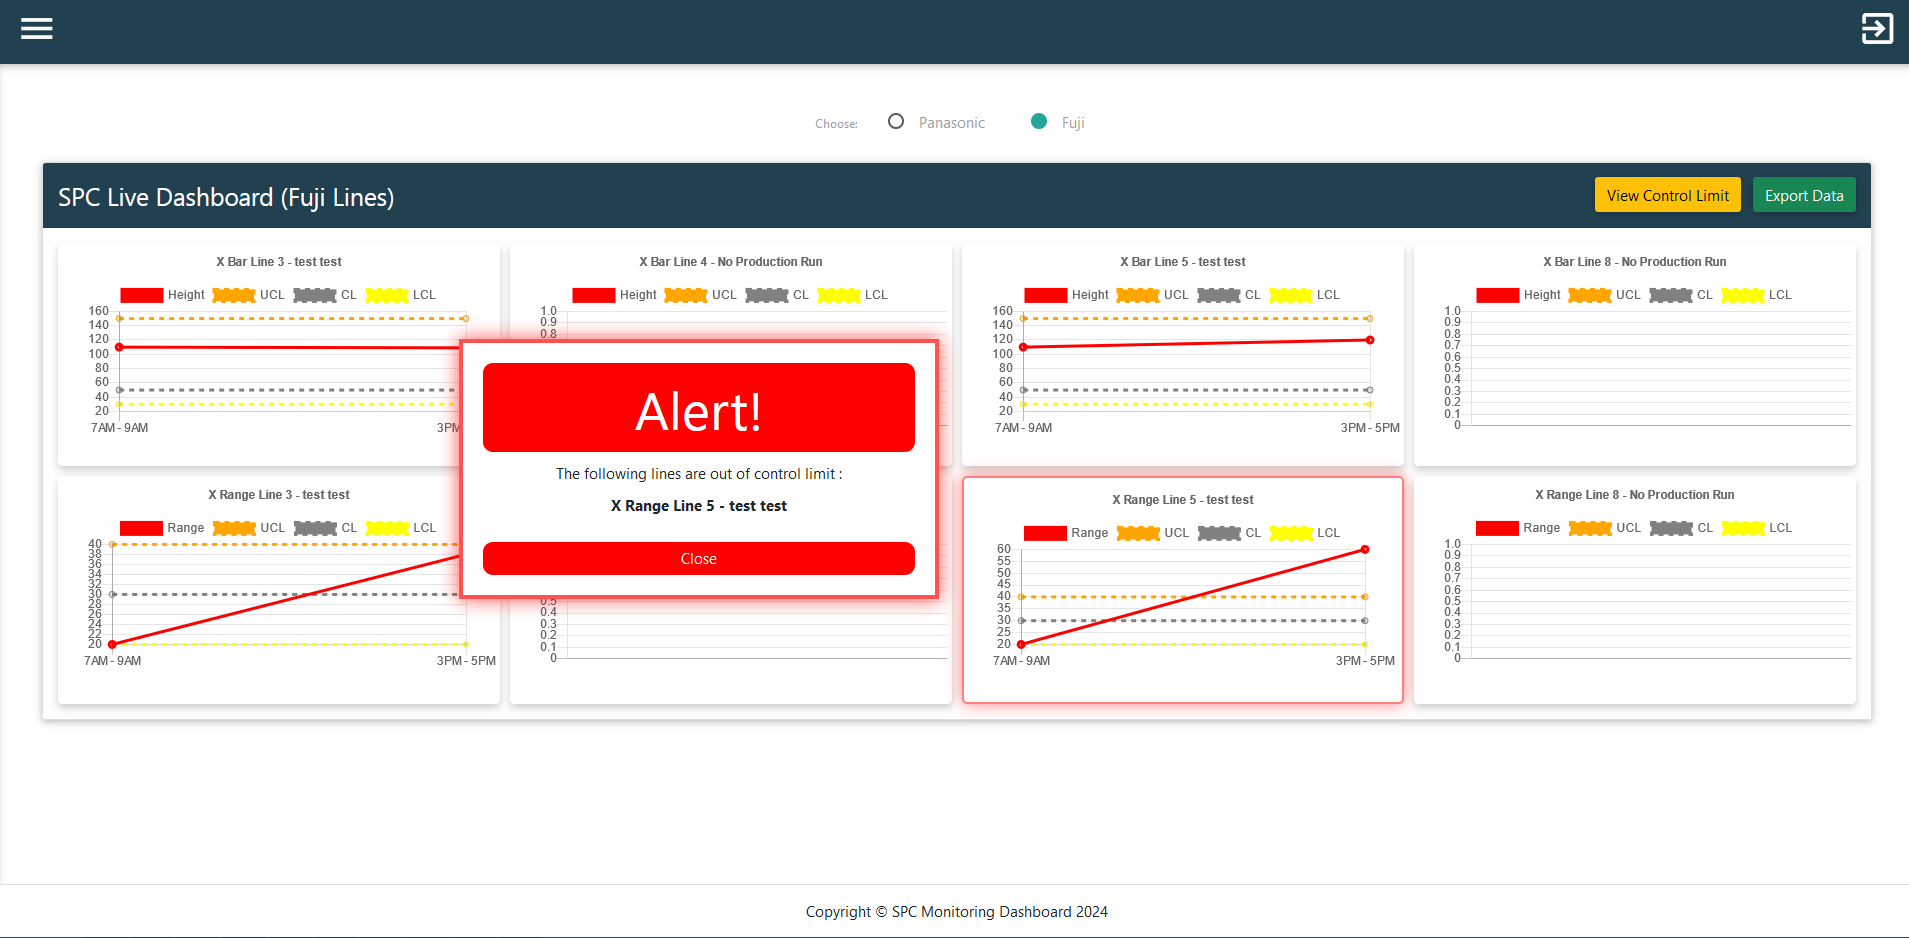 Choose: Panasonic Fuji
SPC Live Dashboard (Fuji Lines)
View Control Limit
Export Data
X Bar Line 3 - test test
Height UCL CL LCL
160
140
120
100
80
60
40
20
7AM - 9AM
3PM
X Bar Line 4 - No Production Run
Height UCL CL LCL
1.0
0.9
0.8
X Bar Line 5 - test test
Height UCL CL LCL
160
140
120
100
80
60
40
20
7AM - 9AM 3PM - 5PM
X Bar Line 8 - No Production Run
Height UCL CL LCL
1.0
0.9
0.8
0.7
0.6
0.5
0.4
0.3
0.2
0.1
0
Alert!
The following lines are out of control limit :
X Range Line 5 - test test
Close
X Range Line 3 - test test
Range UCL CL LCL
40
38
36
34
32
30
28
26
24
22
20
7AM - 9AM 3PM - 5PM
0.5
0.4
0.3
0.2
0.1
0
X Range Line 5 - test test
Range UCL CL LCL
60
55
50
45
40
35
30
25
20
7AM - 9AM 3PM - 5PM
X Range Line 8 - No Production Run
Range UCL CL LCL
1.0
0.9
0.8
0.7
0.6
0.5
0.4
0.3
0.2
0.1
0
Copyright © SPC Monitoring Dashboard 2024